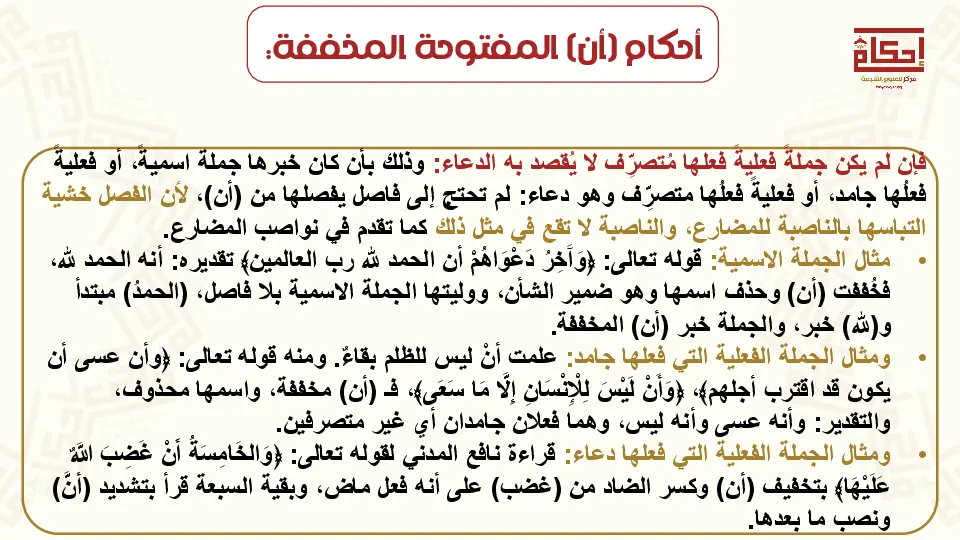 أحكام (أن) المفتوحة المخففة:
إحكام
مركز للعلوم الشرعية
فإن لم يكن جملةً فعليةً فعلها مُتصرِّف لا يُقصد به الدعاء: وذلك بأن كان خبرها جملة اسميةً، أو فعليةً
فعلُها جامد، أو فعليةً فعلُها متصرِّف وهو دعاء: لم تحتج إلى فاصل يفصلها من (أن)، لأن الفصل خشية
التباسها بالناصبة للمضارع، والناصبة لا تقع في مثل ذلك كما تقدم في نواصب المضارع.
• مثال الجملة الاسمية: قوله تعالى: ﴿وَآَخِرُ دَعْوَاهُمْ أن الحمد لله رب العالمين﴾ تقديره: أنه الحمد لله،
فخُففت (أن) وحذف اسمها وهو ضمير الشأن، ووليتها الجملة الاسمية بلا فاصل، (الحمدُ) مبتدأ
و(لله) خبر، والجملة خبر (أن) المخففة.
• ومثال الجملة الفعلية التي فعلها جامد: علمت أنْ ليس للظلم بقاءٌ. ومنه قوله تعالى: ﴿وأن عسى أن
يكون قد اقترب أجلهم﴾، ﴿وَأَنْ لَيْسَ لِلْإِنْسَانِ إِلَّا مَا سَعَى﴾، فـ (أن) مخففة، واسمها محذوف،
والتقدير: وأنه عسى وأنه ليس، وهما فعلان جامدان أي غير متصرفين.
• ومثال الجملة الفعلية التي فعلها دعاء: قراءة نافع المدني لقوله تعالى: ﴿وَالخَامِسَةُ أنْ غَضِبَ اللَّهُ
عَلَيْهَا﴾ بتخفيف (أن) وكسر الضاد من (غضب) على أنه فعل ماض، وبقية السبعة قرأ بتشديد (أنَّ)
ونصب ما بعدها.